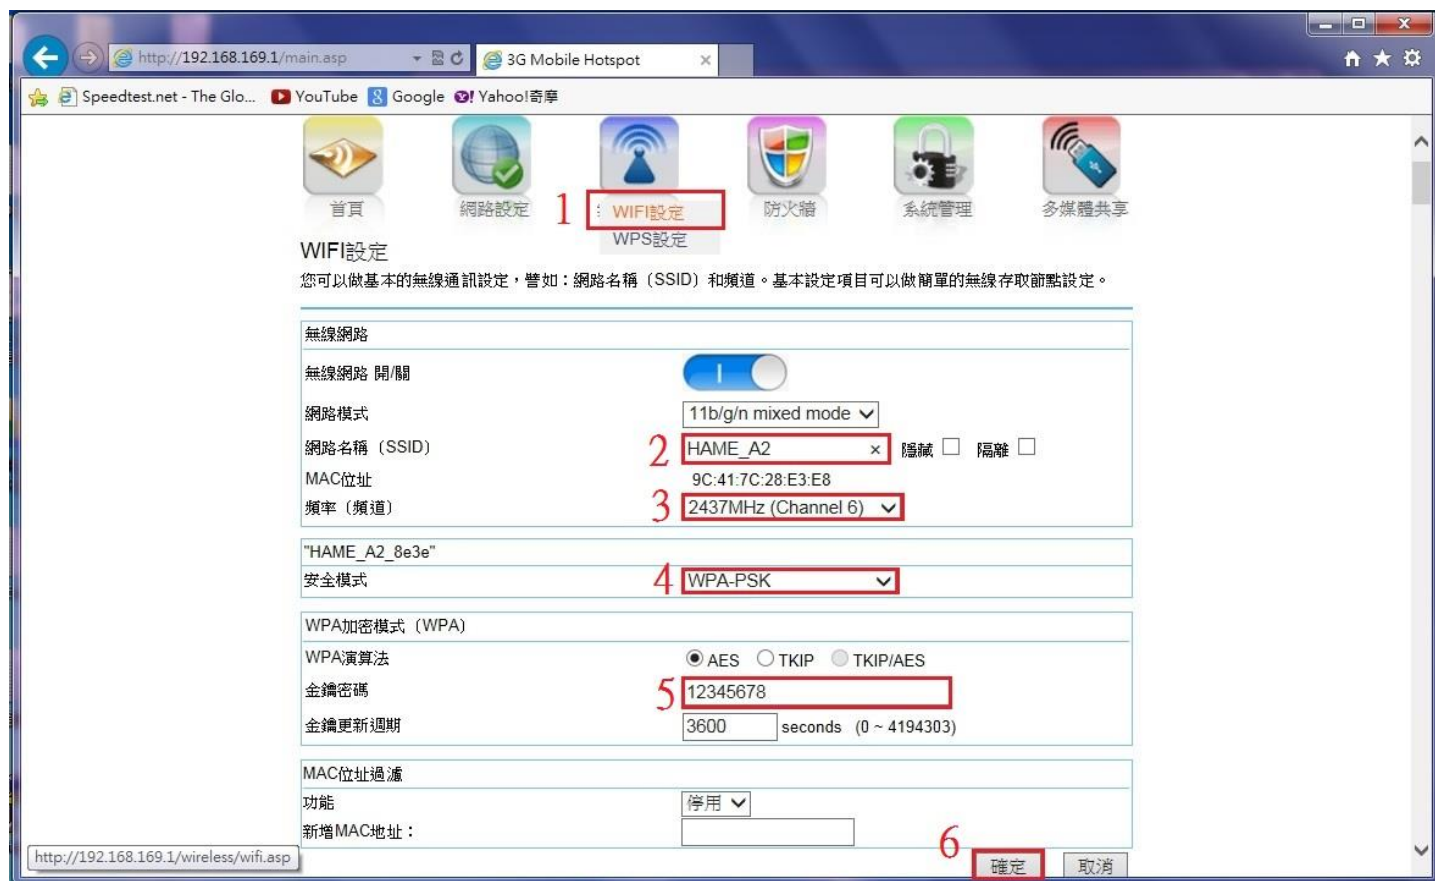 http://192.168.169.1/main.asp
3G Mobile Hotspot
Speedtest.net - The Glo... YouTube Google Yahoo!奇摩
首頁 網路設定 防火牆 系統管理 多媒體共享
1 WIFI設定
WPS設定
WIFI設定
您可以做基本的無線通訊設定，譬如：網路名稱（SSID）和頻道。基本設定項目可以做簡單的無線存取節點設定。
無線網路
無線網路 開/關
網路模式 11b/g/n mixed mode
網路名稱（SSID） 2 HAME_A2 × 隱藏 隔離
MAC位址 9C:41:7C:28:E3:E8
頻率（頻道） 3 2437MHz (Channel 6)
"HAME_A2_8e3e"
安全模式 4 WPA-PSK
WPA加密模式（WPA）
WPA演算法 AES TKIP TKIP/AES
金鑰密碼 5 12345678
金鑰更新週期 3600 seconds (0 ~ 4194303)
MAC位址過濾
功能 停用
新增MAC地址：
http://192.168.169.1/wireless/wifi.asp
6 確定 取消